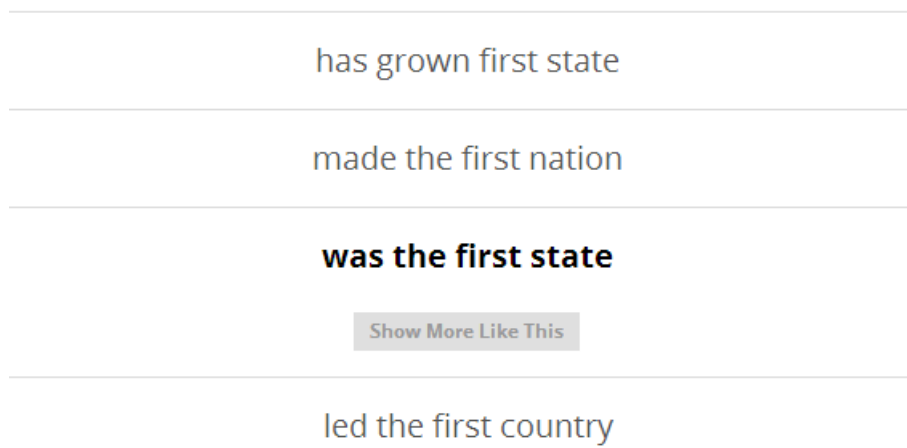 has grown first state
made the first nation
was the first state
Show More Like This
led the first country